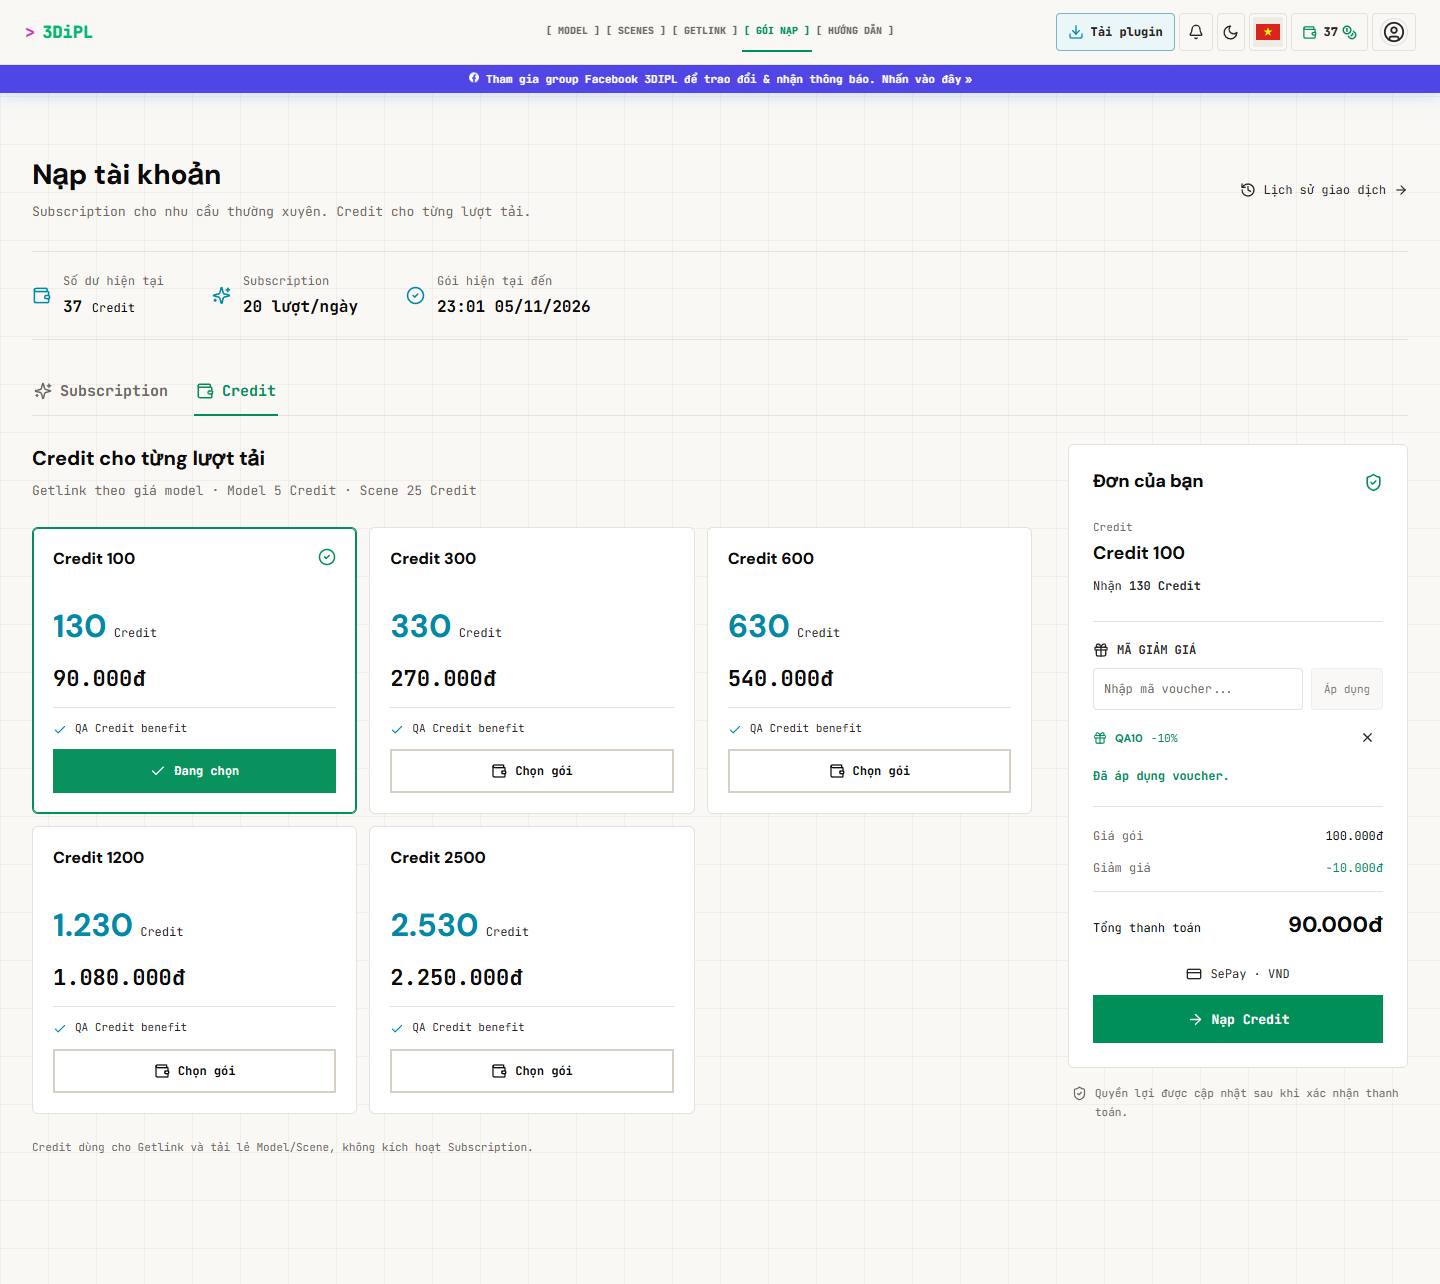 > 3DiPL
[ MODEL ] [ SCENES ] [ GETLINK ] [ GÓI NẠP ] [ HƯỚNG DẪN ]
Tải plugin
37
Tham gia group Facebook 3DIPL để trao đổi & nhận thông báo. Nhấn vào đây »
Nạp tài khoản
Subscription cho nhu cầu thường xuyên. Credit cho từng lượt tải.
Lịch sử giao dịch →
Số dư hiện tại
37 Credit
Subscription
20 lượt/ngày
Gói hiện tại đến
23:01 05/11/2026
Subscription
Credit
Credit cho từng lượt tải
Getlink theo giá model · Model 5 Credit · Scene 25 Credit
Credit 100
130 Credit
90.000đ
QA Credit benefit
Đang chọn
Credit 300
330 Credit
270.000đ
QA Credit benefit
Chọn gói
Credit 600
630 Credit
540.000đ
QA Credit benefit
Chọn gói
Credit 1200
1.230 Credit
1.080.000đ
QA Credit benefit
Chọn gói
Credit 2500
2.530 Credit
2.250.000đ
QA Credit benefit
Chọn gói
Credit dùng cho Getlink và tải lẻ Model/Scene, không kích hoạt Subscription.
Đơn của bạn
Credit
Credit 100
Nhận 130 Credit
MÃ GIẢM GIÁ
Nhập mã voucher...
Áp dụng
QA10 -10%
Đã áp dụng voucher.
Giá gói 100.000đ
Giảm giá -10.000đ
Tổng thanh toán 90.000đ
SePay · VND
→ Nạp Credit
Quyền lợi được cập nhật sau khi xác nhận thanh
toán.